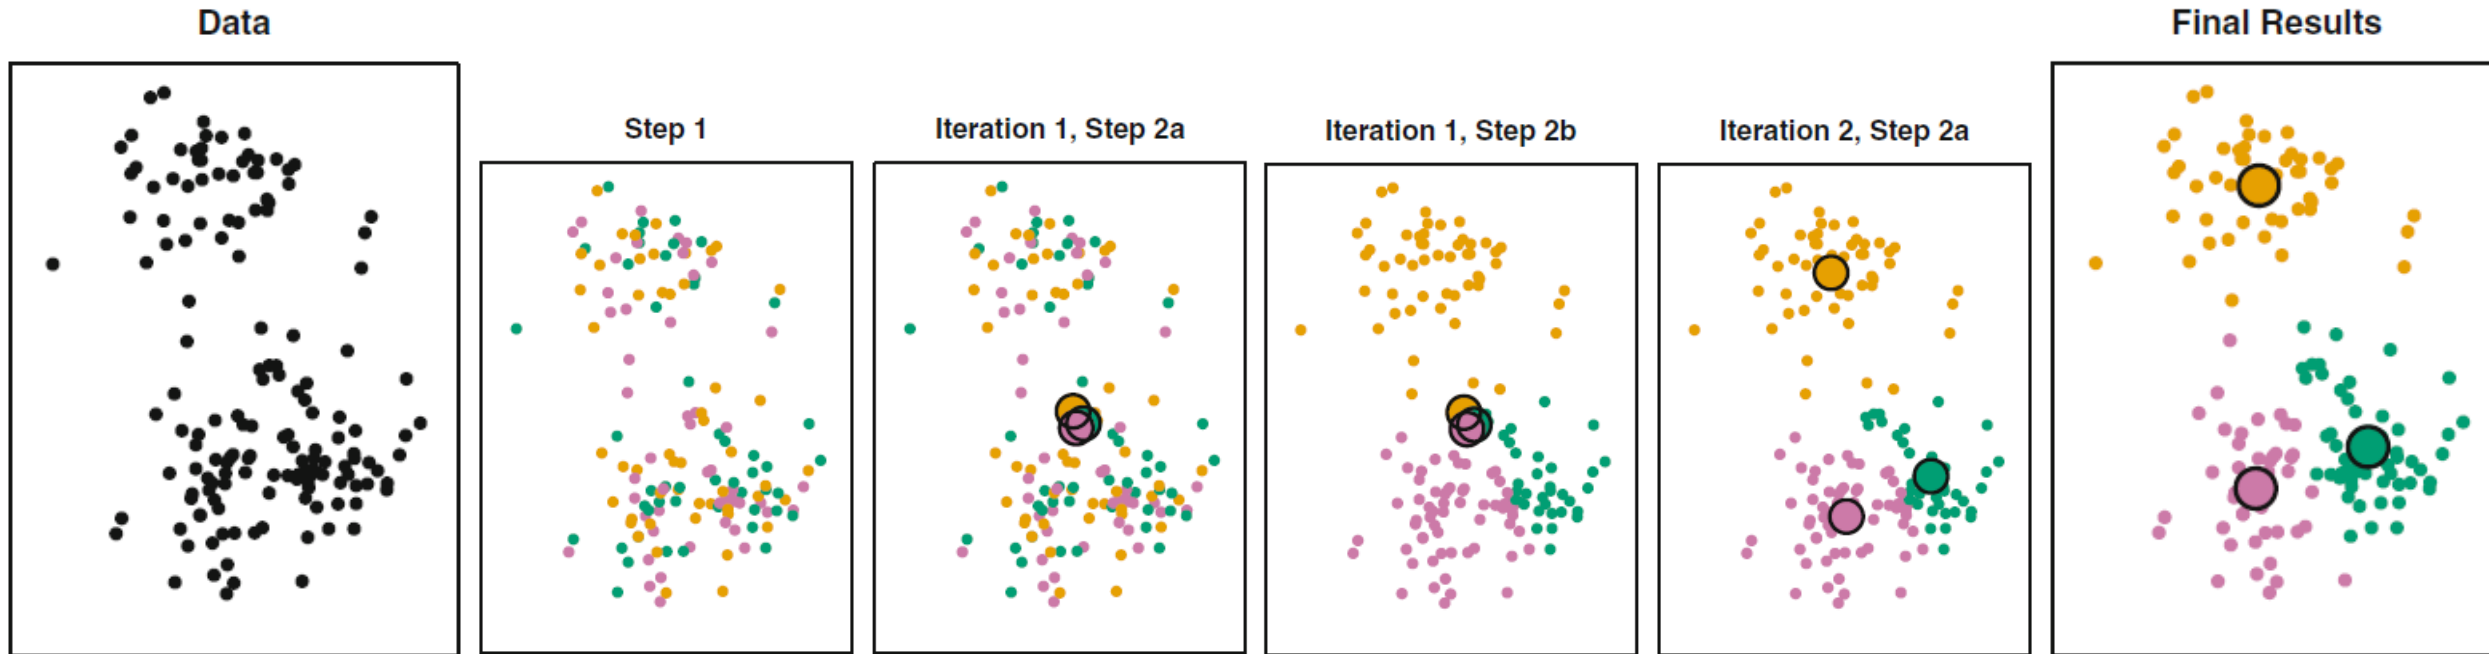 Data
Step 1
Iteration 1, Step 2a
Iteration 1, Step 2b
Iteration 2, Step 2a
Final Results